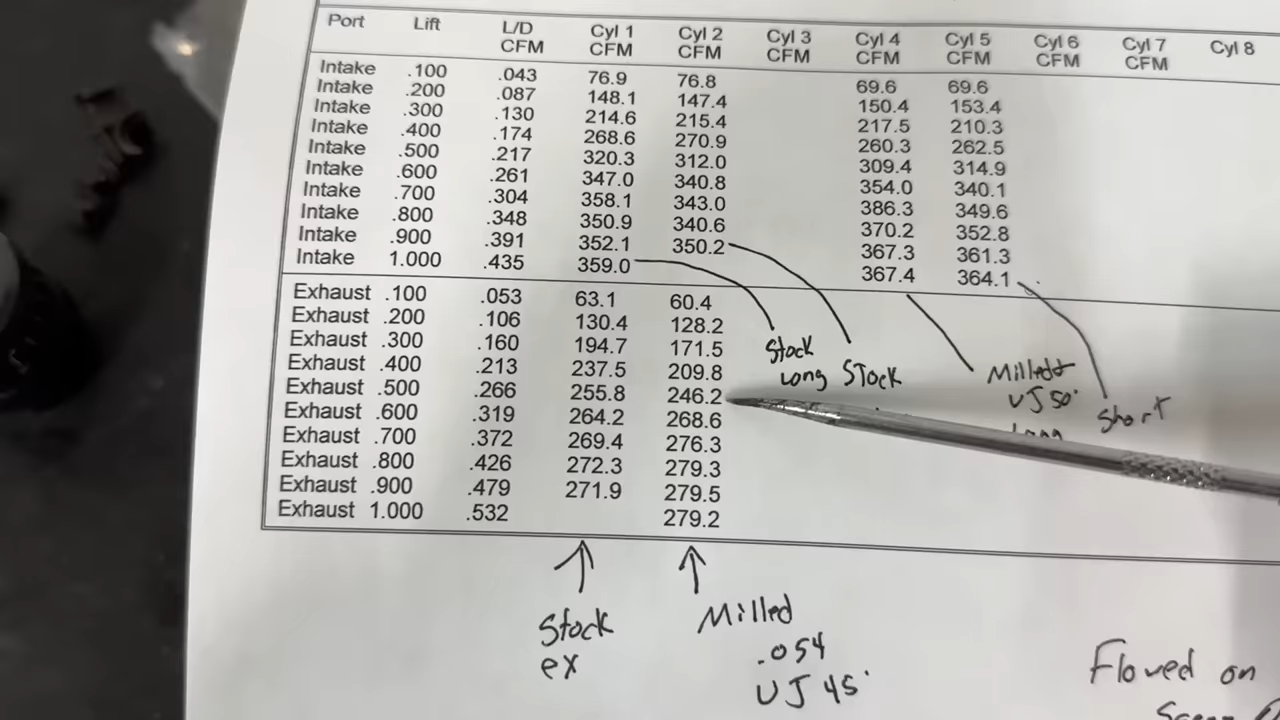 Port Lift L/D CFM Cyl 1 CFM Cyl 2 CFM Cyl 3 CFM Cyl 4 CFM Cyl 5 CFM Cyl 6 CFM Cyl 7 CFM Cyl 8
Intake .100 .043 76.9 76.8 69.6 69.6
Intake .200 .087 148.1 147.4 150.4 153.4
Intake .300 .130 214.6 215.4 217.5 210.3
Intake .400 .174 268.6 270.9 260.3 262.5
Intake .500 .217 320.3 312.0 309.4 314.9
Intake .600 .261 347.0 340.8 354.0 340.1
Intake .700 .304 358.1 343.0 386.3 349.6
Intake .800 .348 350.9 340.6 370.2 352.8
Intake .900 .391 352.1 350.2 367.3 361.3
Intake 1.000 .435 359.0 367.4 364.1
Exhaust .100 .053 63.1 60.4
Exhaust .200 .106 130.4 128.2
Exhaust .300 .160 194.7 171.5
Exhaust .400 .213 237.5 209.8
Exhaust .500 .266 255.8 246.2
Exhaust .600 .319 264.2 268.6
Exhaust .700 .372 269.4 276.3
Exhaust .800 .426 272.3 279.3
Exhaust .900 .479 271.9 279.5
Exhaust 1.000 .532 279.2
Stock
Long
STock
Milled
VJ 50°
Long
Short
Stock
ex
Milled
.054
VJ 45°
Flowed on